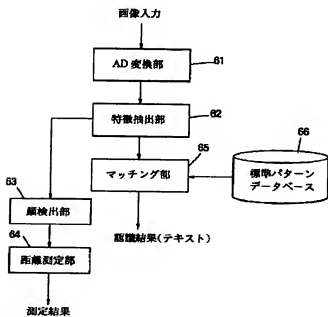 画像入力
AD変換部
61
特徴抽出部
62
65
66
マッチング部
標準パターン
データベース
63
顔検出部
認識結果(テキスト)
64
距離測定部
測定結果